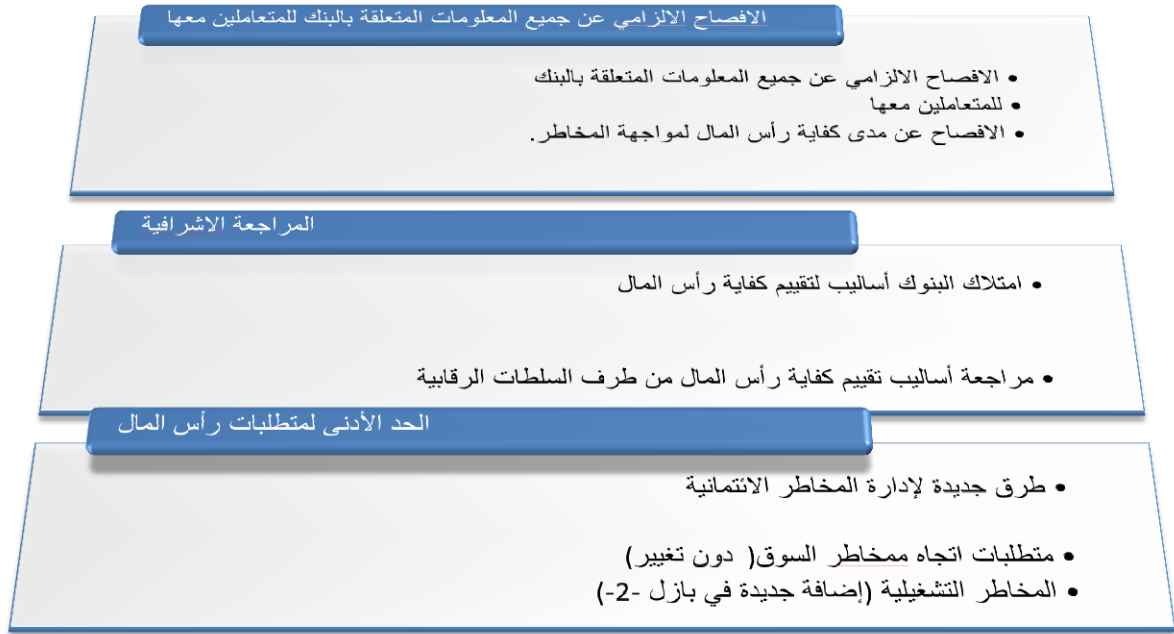 الافصاح الالزامي عن جميع المعلومات المتعلقة بالبنك للمتعاملين معها
• الافصاح الالزامي عن جميع المعلومات المتعلقة بالبنك
• للمتعاملين معها
• الافصاح عن مدى كفاية رأس المال لمواجهة المخاطر.
المراجعة الاشرافية
• امتلاك البنوك أساليب لتقييم كفاية رأس المال
• مراجعة أساليب تقييم كفاية رأس المال من طرف السلطات الرقابية
الحد الأدنى لمتطلبات رأس المال
• طرق جديدة لإدارة المخاطر الائتمانية
• متطلبات اتجاه ممخاطر السوق( دون تغيير)
• المخاطر التشغيلية (إضافة جديدة في بازل -2-)